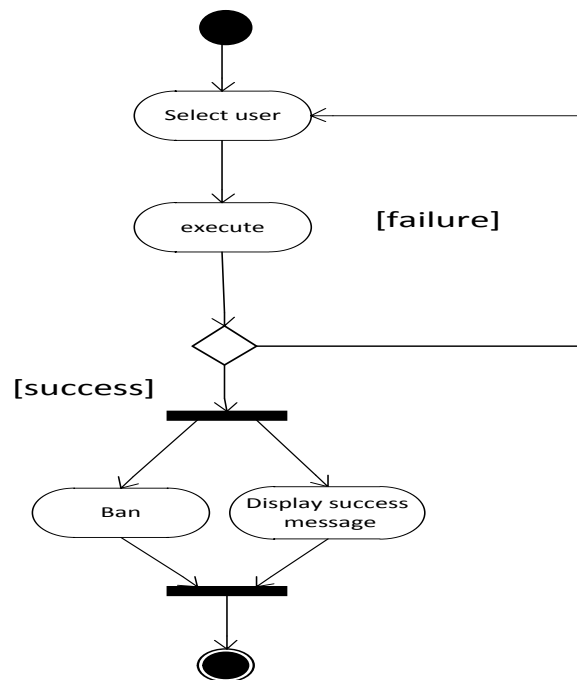 Select user
execute
[failure]
[success]
Ban
Display success
message